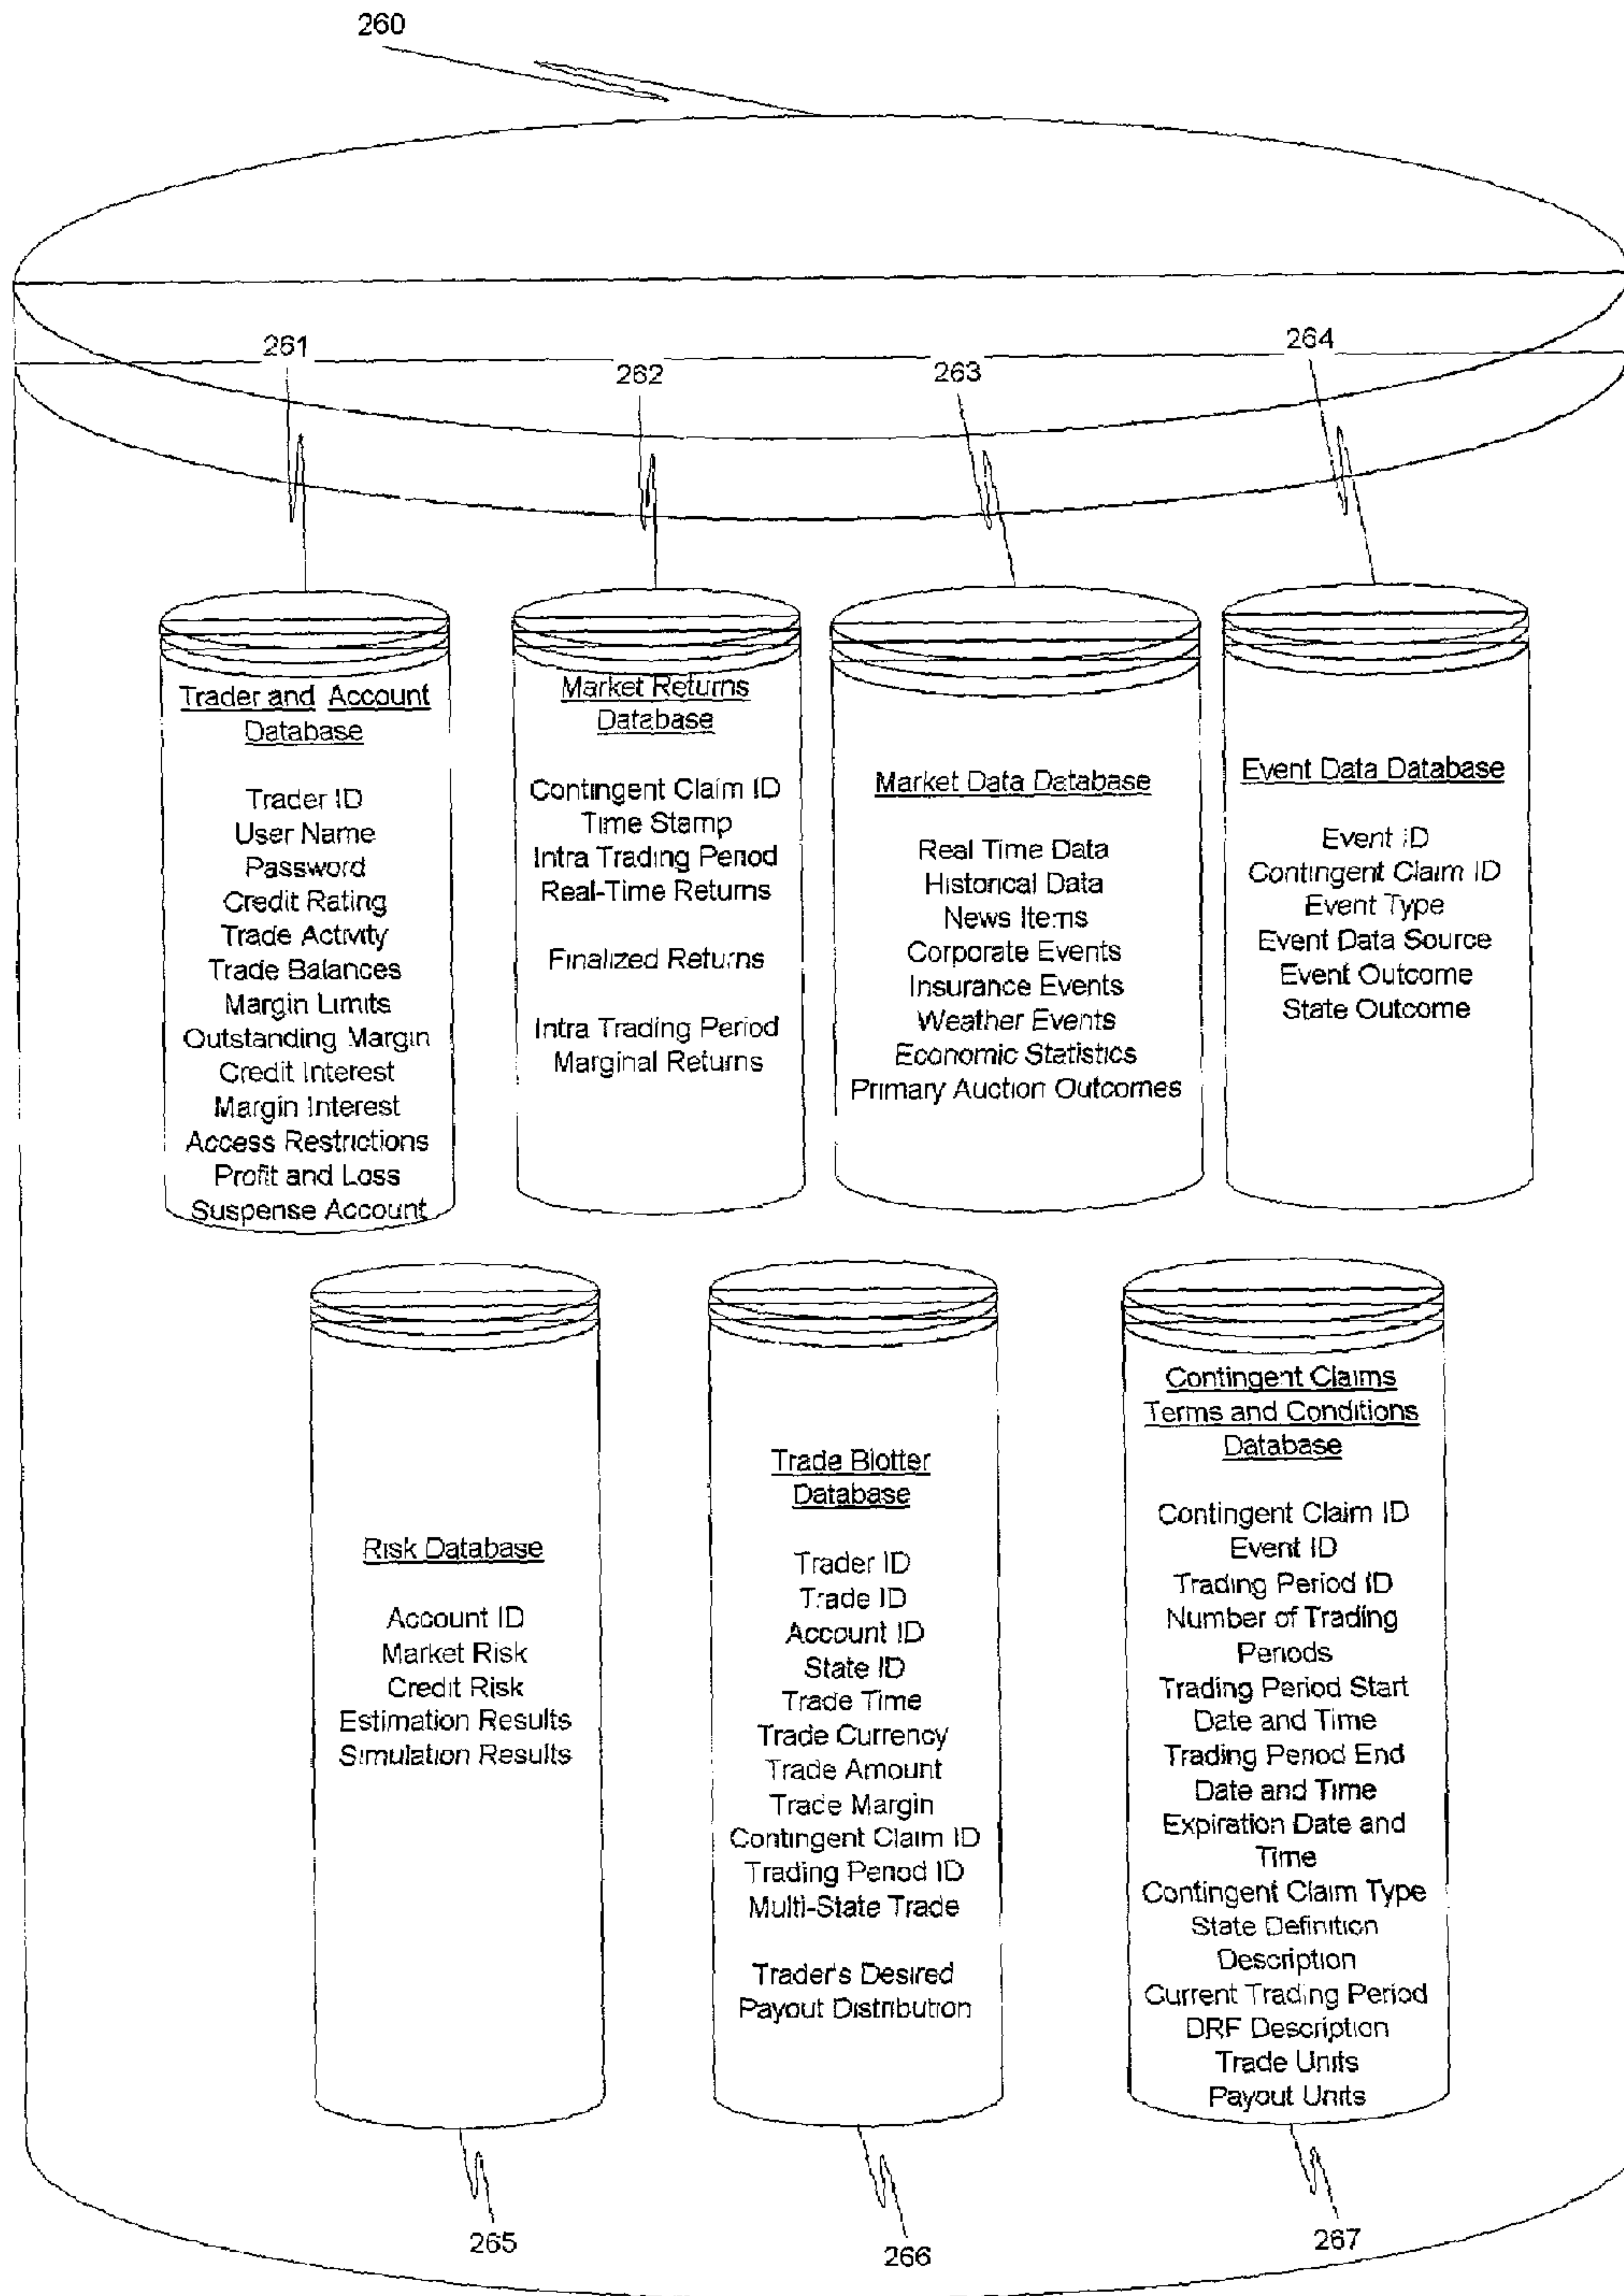 260
261
262
263
264
Trader and Account
Database
Trader ID
User Name
Password
Credit Rating
Trade Activity
Trade Balances
Margin Limits
Outstanding Margin
Credit Interest
Margin Interest
Access Restrictions
Profit and Loss
Suspense Account
Market Returns
Database
Contingent Claim ID
Time Stamp
Intra Trading Period
Real-Time Returns
Finalized Returns
Intra Trading Period
Marginal Returns
Market Data Database
Real Time Data
Historical Data
News Items
Corporate Events
Insurance Events
Weather Events
Economic Statistics
Primary Auction Outcomes
Event Data Database
Event ID
Contingent Claim ID
Event Type
Event Data Source
Event Outcome
State Outcome
Risk Database
Account ID
Market Risk
Credit Risk
Estimation Results
Simulation Results
Trade Blotter
Database
Trader ID
Trade ID
Account ID
State ID
Trade Time
Trade Currency
Trade Amount
Trade Margin
Contingent Claim ID
Trading Period ID
Multi-State Trade
Trader's Desired
Payout Distribution
Contingent Claims
Terms and Conditions
Database
Contingent Claim ID
Event ID
Trading Period ID
Number of Trading
Periods
Trading Period Start
Date and Time
Trading Period End
Date and Time
Expiration Date and
Time
Contingent Claim Type
State Definition
Description
Current Trading Period
DRF Description
Trade Units
Payout Units
265
266
267